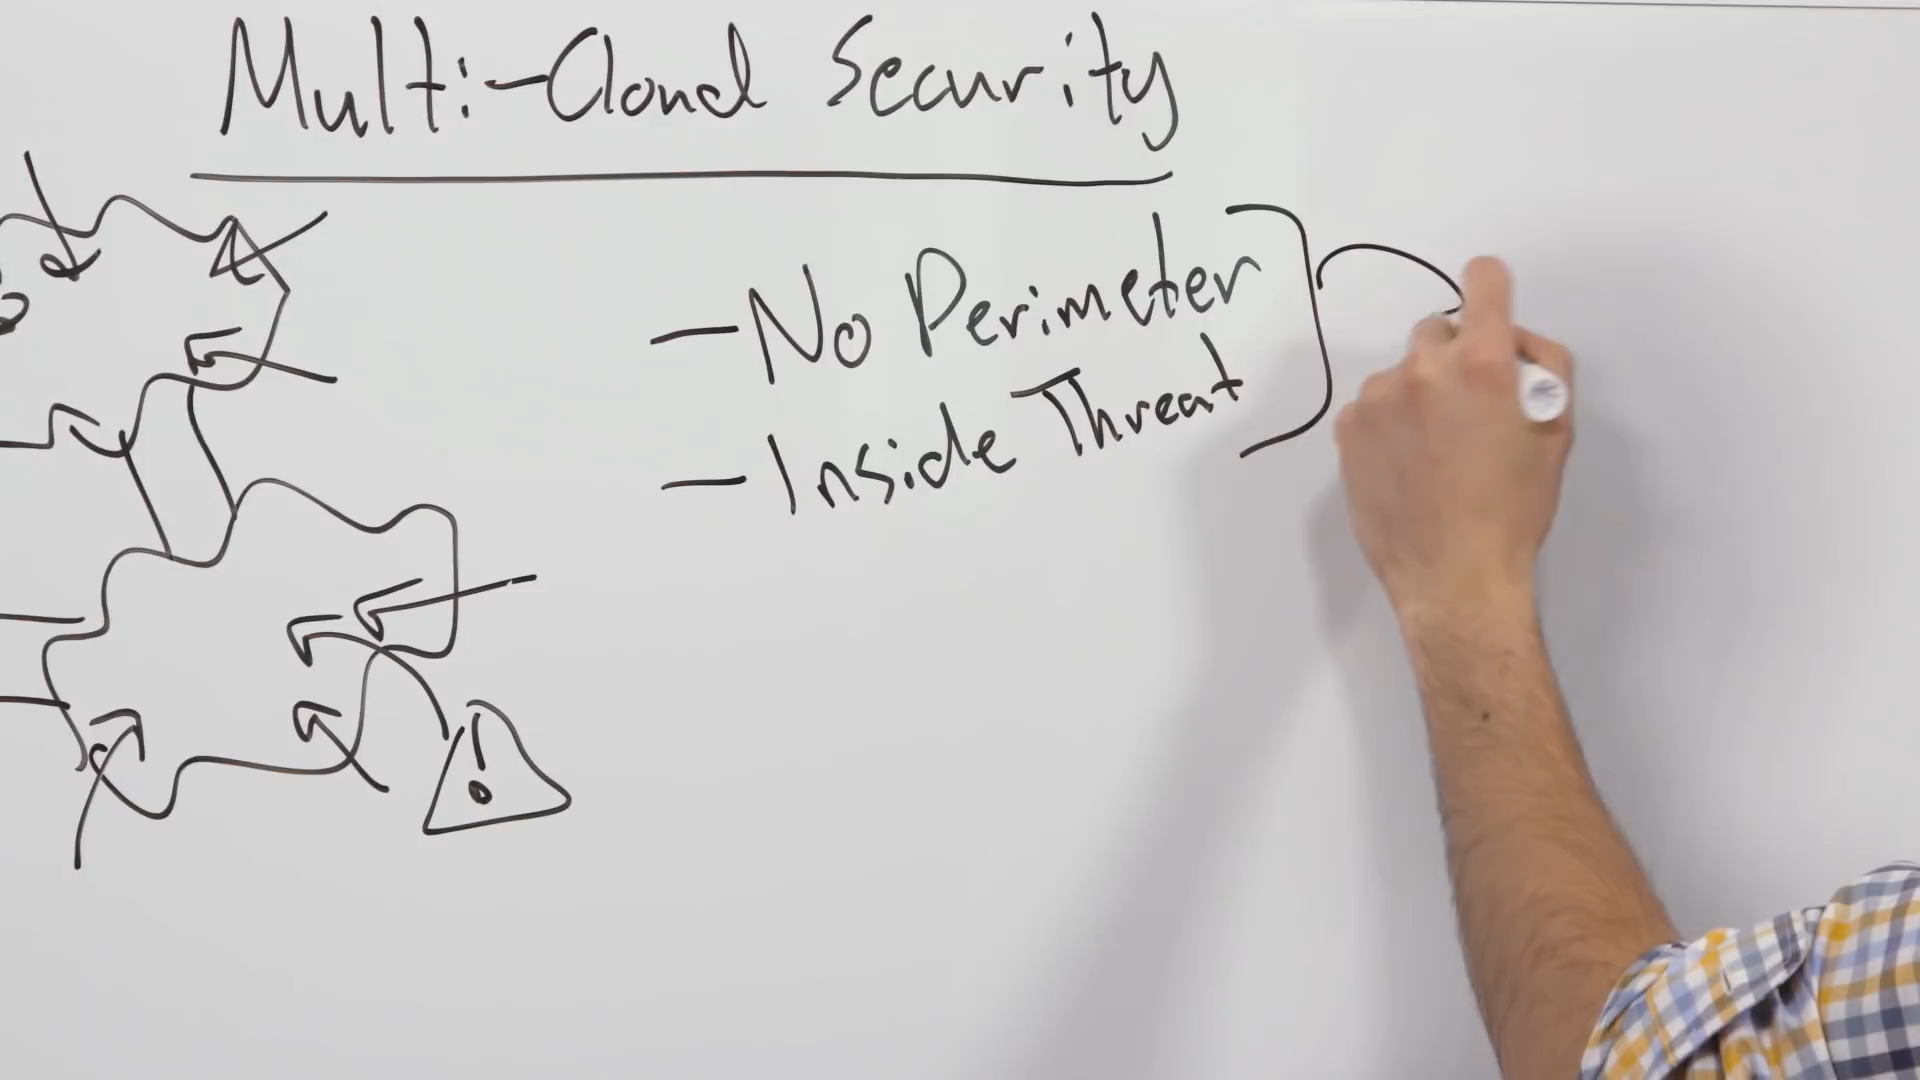 Multi-Cloud Security
- No Perimeter
- Inside Threat
!